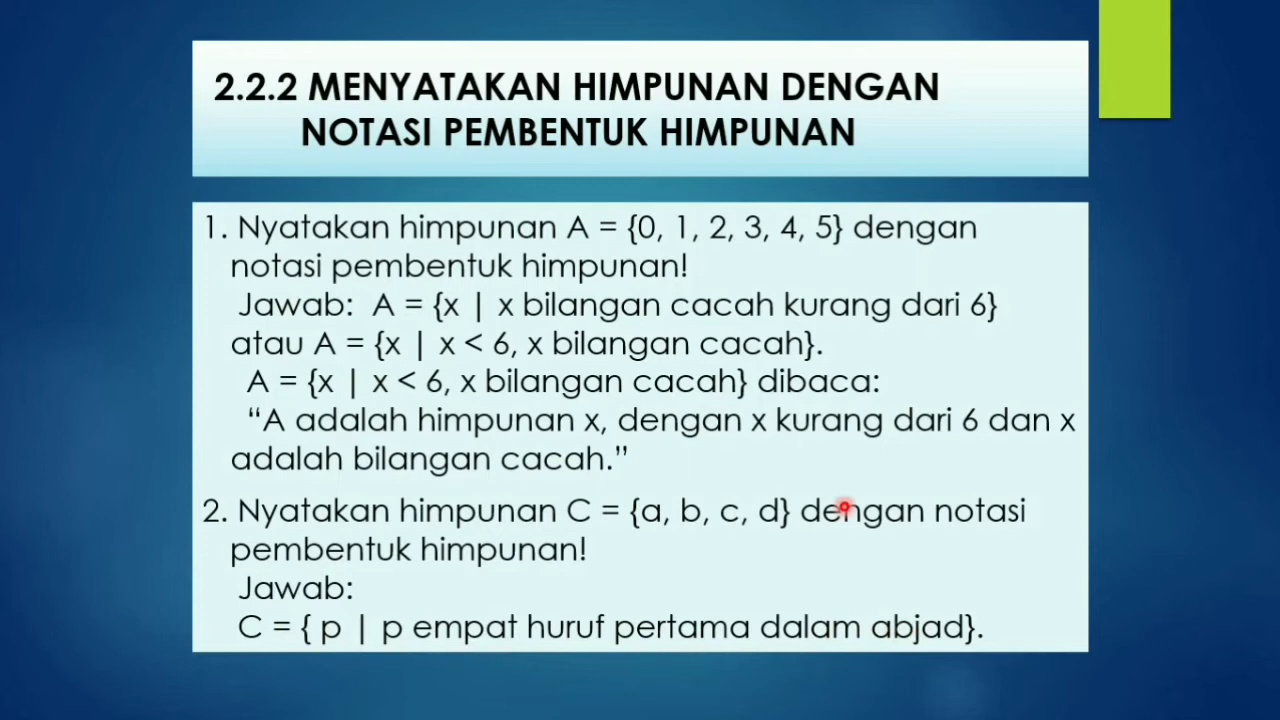 2.2.2 MENYATAKAN HIMPUNAN DENGAN
NOTASI PEMBENTUK HIMPUNAN
1. Nyatakan himpunan A = {0, 1, 2, 3, 4, 5} dengan
notasi pembentuk himpunan!
Jawab: A = {x | x bilangan cacah kurang dari 6}
atau A = {x | x < 6, x bilangan cacah}.
A = {x | x < 6, x bilangan cacah} dibaca:
“A adalah himpunan x, dengan x kurang dari 6 dan x
adalah bilangan cacah.”
2. Nyatakan himpunan C = {a, b, c, d} dengan notasi
pembentuk himpunan!
Jawab:
C = { p | p empat huruf pertama dalam abjad}.